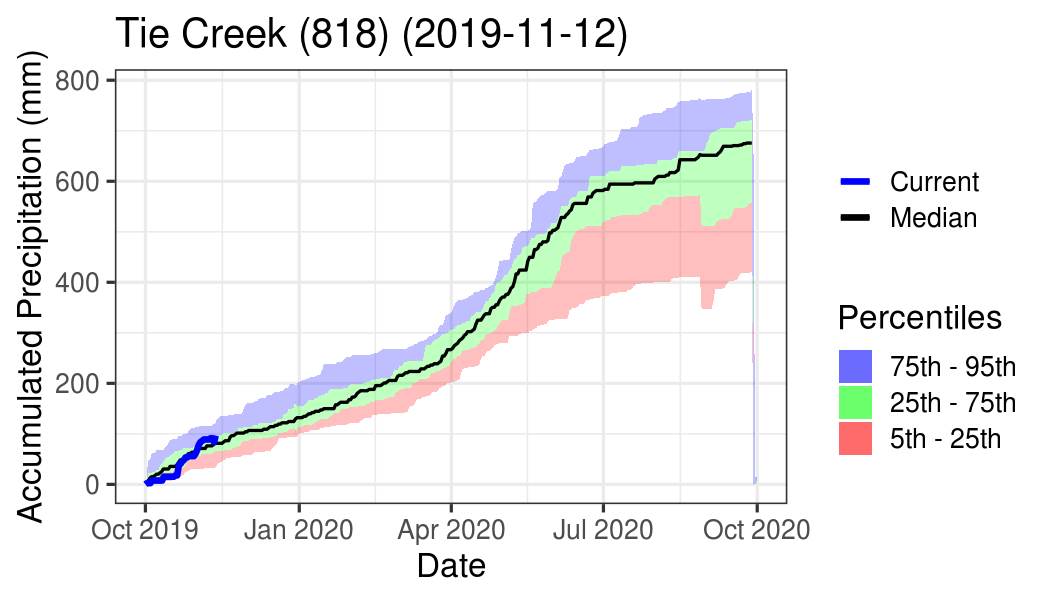 Tie Creek (818) (2019-11-12)
Accumulated Precipitation (mm)
800
600
400
200
0
Oct 2019
Jan 2020
Apr 2020
Jul 2020
Oct 2020
Date
Current
Median
Percentiles
75th - 95th
25th - 75th
5th - 25th